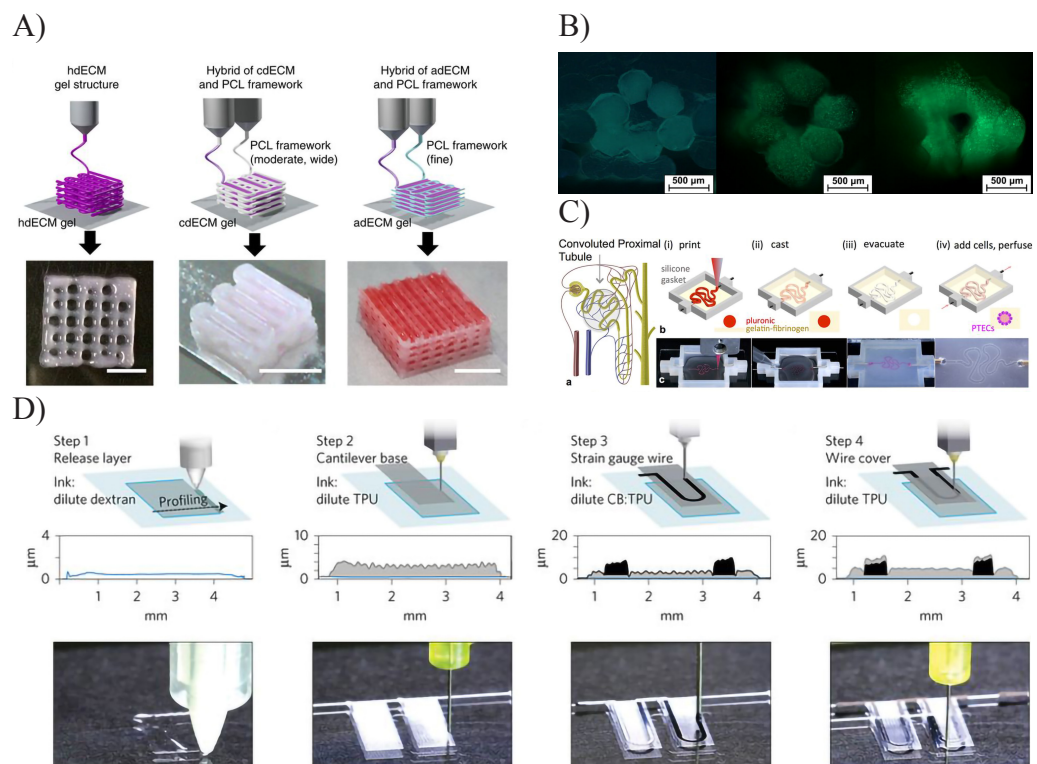 A)
hdECM
gel structure
Hybrid of cdECM
and PCL framework
Hybrid of adECM
and PCL framework
PCL framework
(moderate, wide)
PCL framework
(fine)
hdECM gel
cdECM gel
adECM gel
B)
500 µm
500 µm
500 µm
C)
Convoluted Proximal
Tubule
(i) print
(ii) cast
(iii) evacuate
(iv) add cells, perfuse
silicone
gasket
pluronic
gelatin-fibrinogen
PTECs
a
b
c
D)
Step 1
Release layer
Ink:
dilute dextran
Profiling
Step 2
Cantilever base
Ink:
dilute TPU
Step 3
Strain gauge wire
Ink:
dilute CB:TPU
Step 4
Wire cover
Ink:
dilute TPU
4
0
µm
1 2 3 4
mm
10
0
µm
1 2 3 4
mm
20
0
µm
1 2 3 4
mm
20
0
µm
1 2 3 4
mm